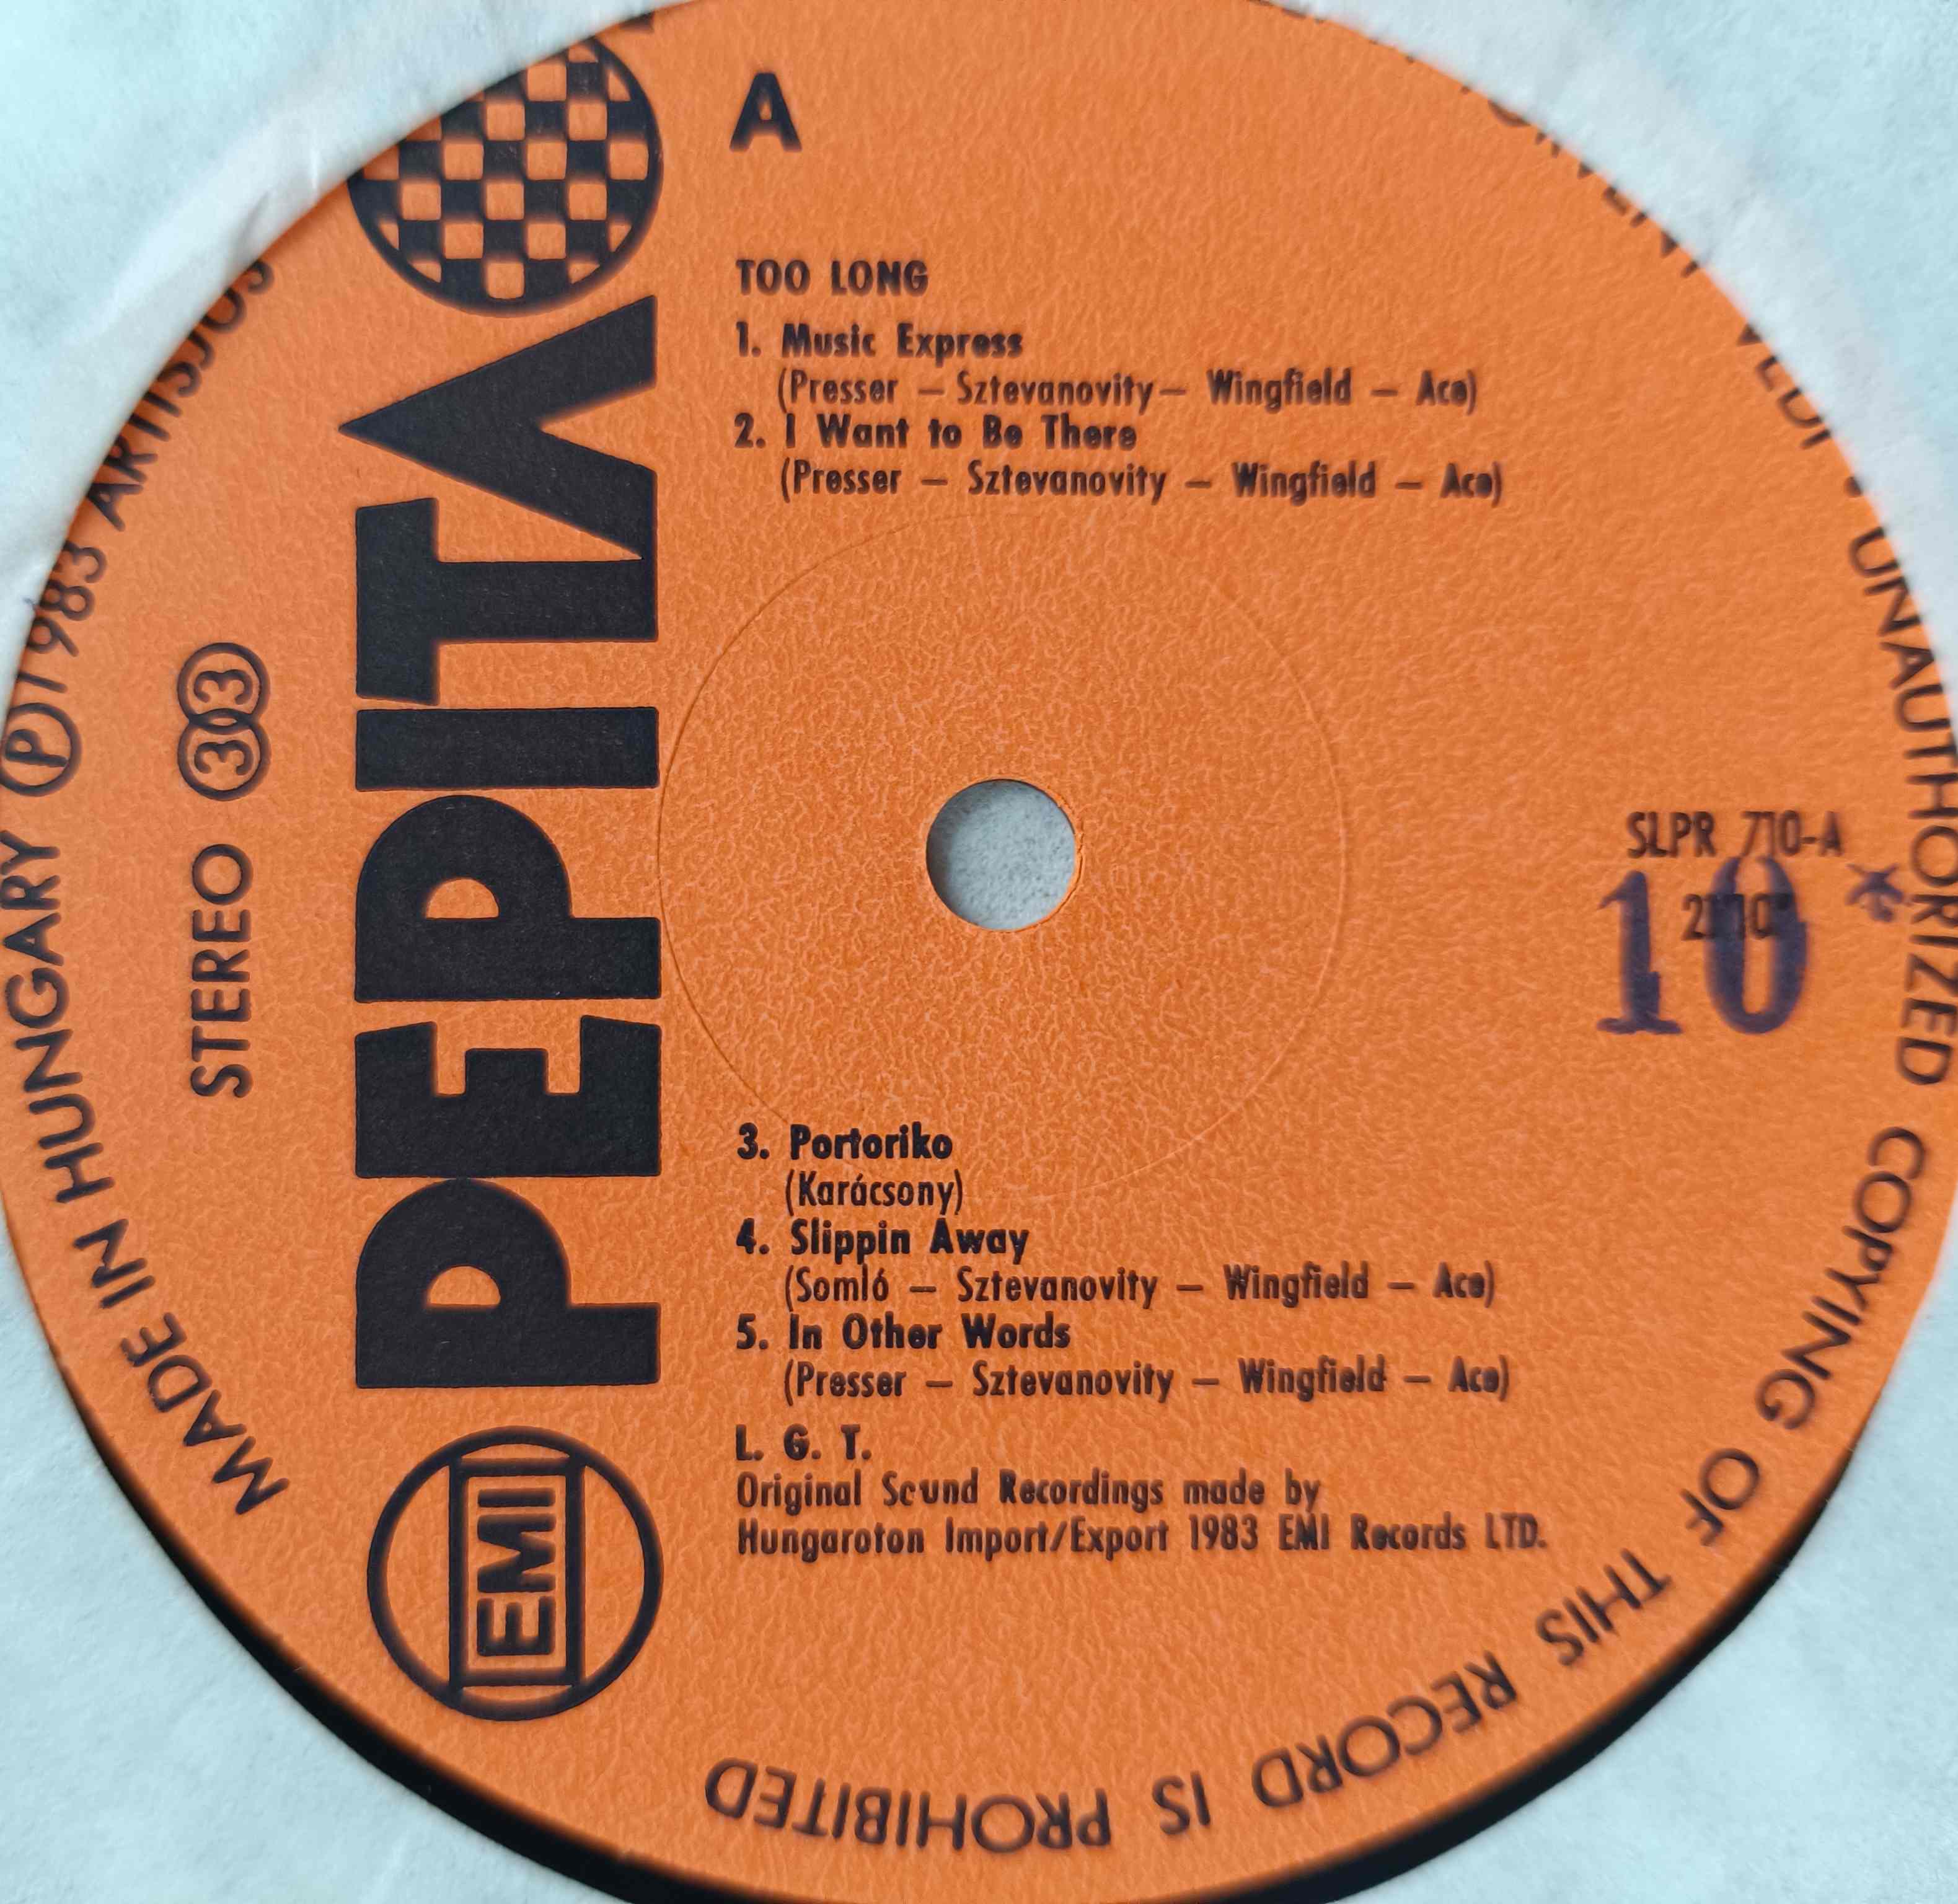 A
TOO LONG
1. Music Express
(Presser – Sztevanovity – Wingfield – Ace)
2. I Want to Be There
(Presser – Sztevanovity – Wingfield – Ace)
3. Portoriko
(Karácsony)
4. Slippin Away
(Somló – Sztevanovity – Wingfield – Ace)
5. In Other Words
(Presser – Sztevanovity – Wingfield – Ace)
L. G. T.
Original Sound Recordings made by
Hungaroton Import/Export 1983 EMI Records LTD.
SLPR 710-A
10 *
PEPITA
EMI
STEREO 33
MADE IN HUNGARY Ⓟ 1983 ARTISJUS
VÉDI • UNAUTHORIZED COPYING OF THIS RECORD IS PROHIBITED